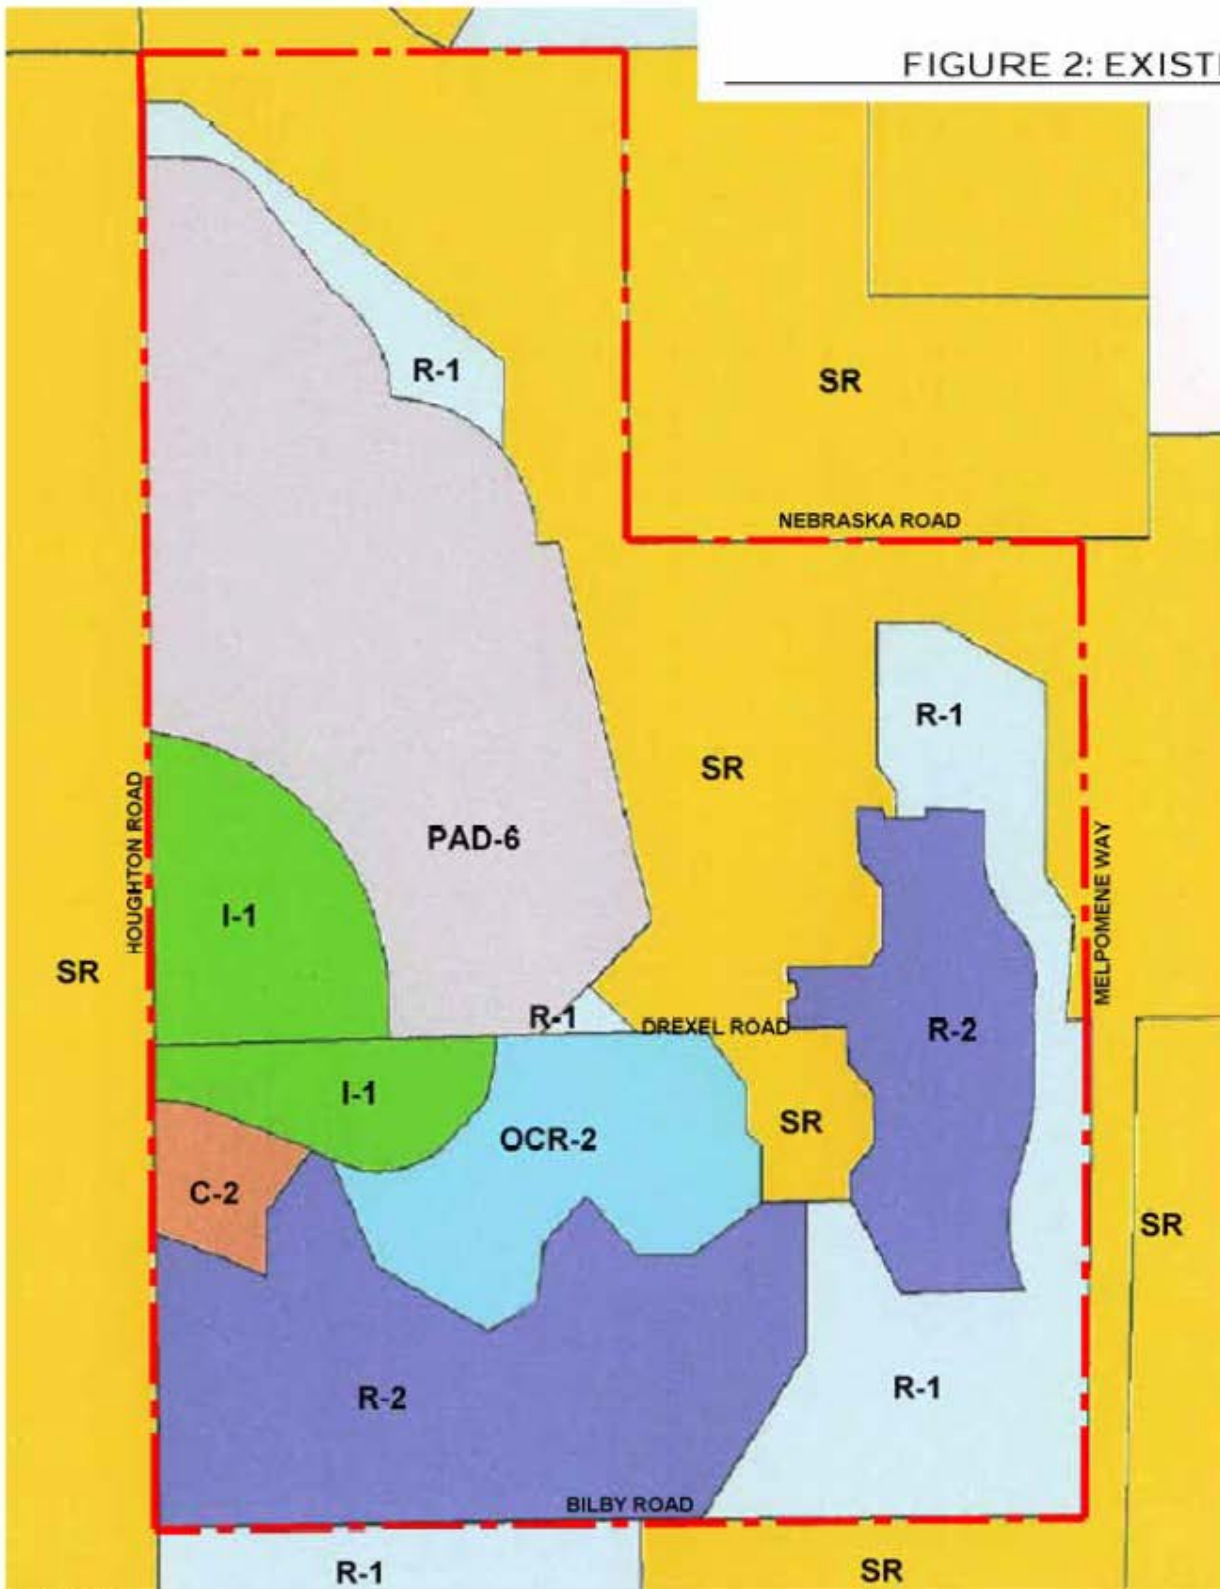 FIGURE 2: EXISTI
R-1
SR
NEBRASKA ROAD
R-1
SR
HOUGHTON ROAD
PAD-6
MELPOMENE WAY
I-1
SR
R-1
DREXEL ROAD
R-2
I-1
SR
OCR-2
C-2
SR
R-1
R-2
BILBY ROAD
R-1
SR